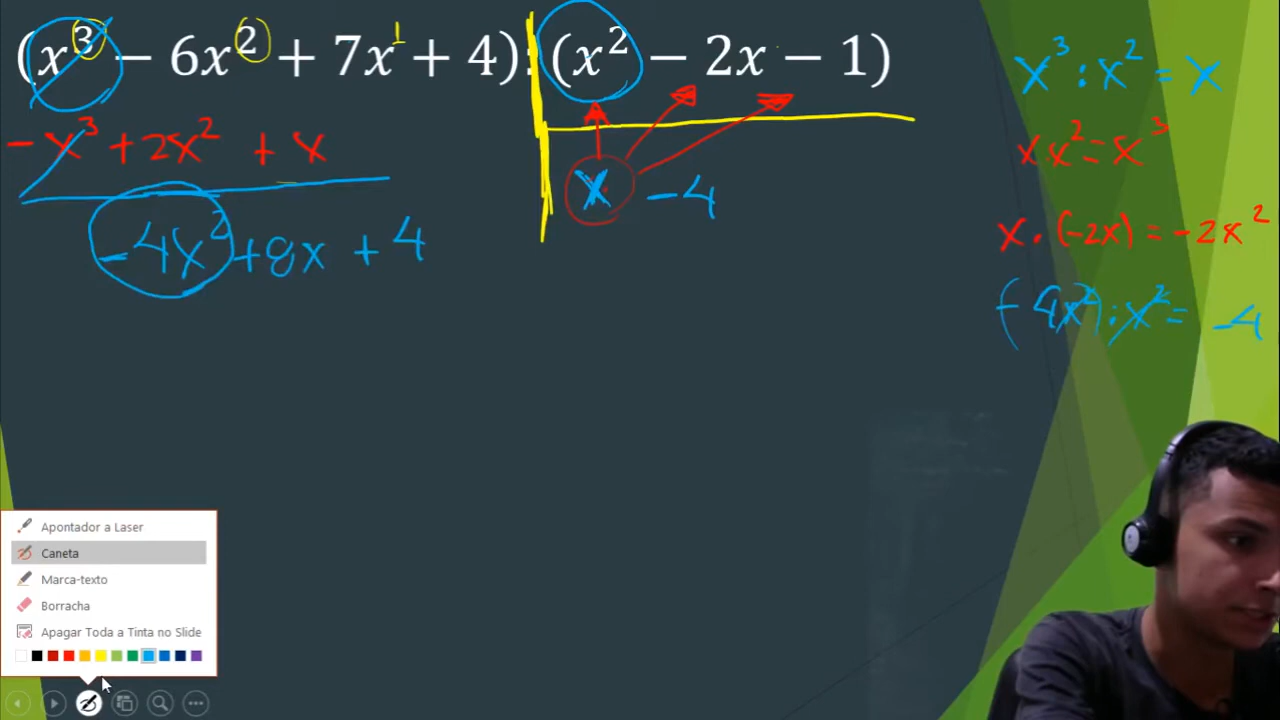 (x³ − 6x² + 7x¹ + 4) : (x² − 2x − 1)
− x³ + 2x² + x
x − 4
− 4x² + 8x + 4
x³ : x² = x
x · x² = x³
x · (−2x) = −2x²
(−4x²) : x² = −4
Apontador a Laser
Caneta
Marca-texto
Borracha
Apagar Toda a Tinta no Slide